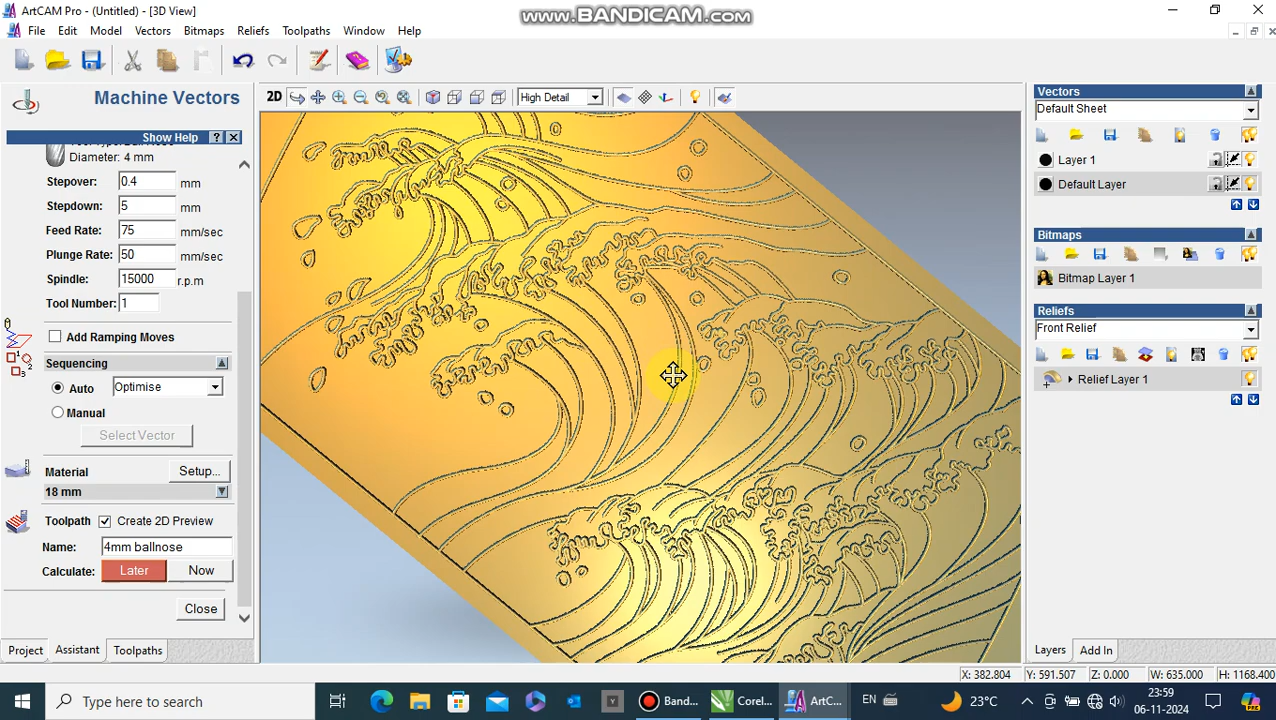 ArtCAM Pro - (Untitled) - [3D View]
www.BANDICAM.com
File Edit Model Vectors Bitmaps Reliefs Toolpaths Window Help
Machine Vectors
2D
High Detail
Show Help ? X
Diameter: 4 mm
Stepover: 0.4 mm
Stepdown: 5 mm
Feed Rate: 75 mm/sec
Plunge Rate: 50 mm/sec
Spindle: 15000 r.p.m
Tool Number: 1
Add Ramping Moves
Sequencing
Auto Optimise
Manual
Select Vector
Material Setup...
18 mm
Toolpath Create 2D Preview
Name: 4mm ballnose
Calculate: Later Now
Close
Project Assistant Toolpaths
Vectors
Default Sheet
Layer 1
Default Layer
Bitmaps
Bitmap Layer 1
Reliefs
Front Relief
Relief Layer 1
Layers Add In
X: 382.804 Y: 591.507 Z: 0.000 W: 635.000 H: 1168.400
Type here to search
Band...
Corel...
ArtC...
23°C
EN
23:59
06-11-2024